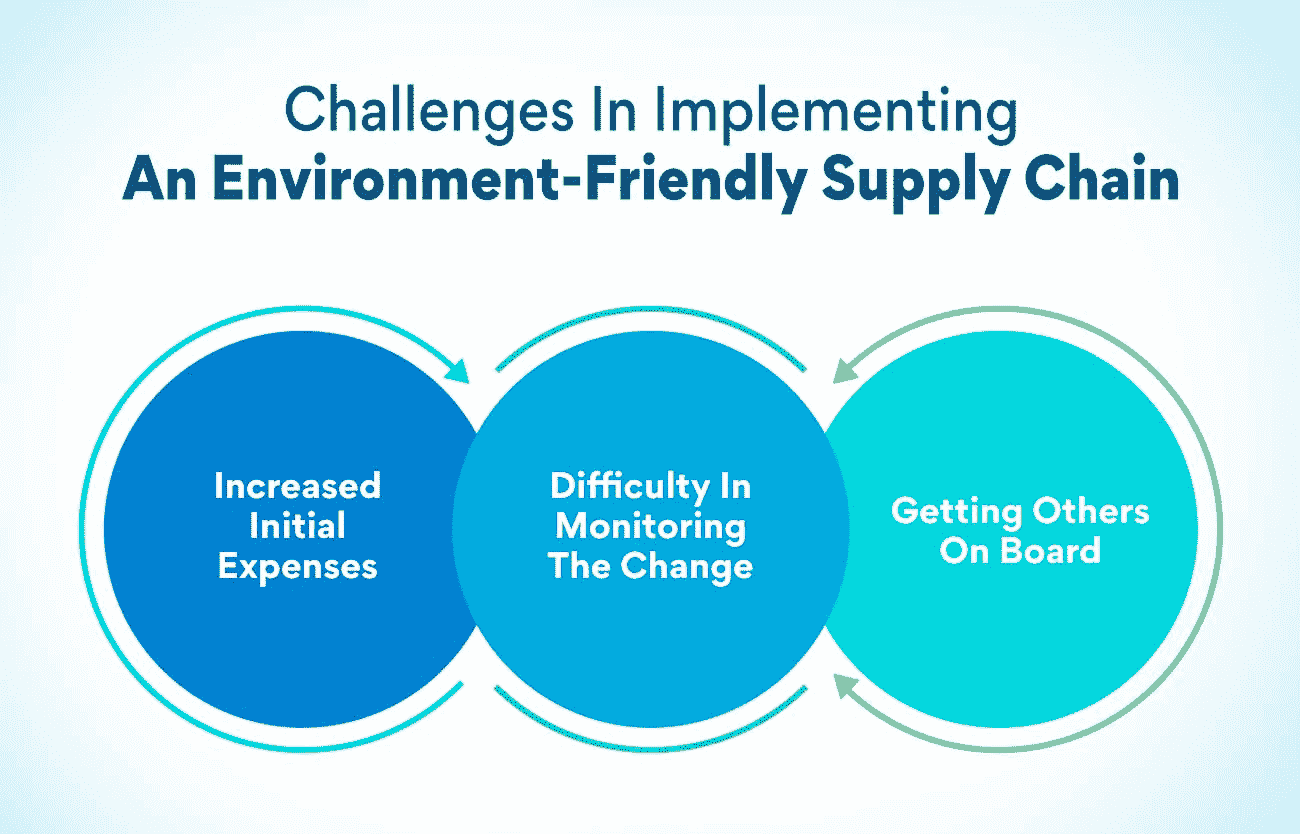 Challenges In Implementing
An Environment-Friendly Supply Chain
Increased
Initial
Expenses
Difficulty In
Monitoring
The Change
Getting Others
On Board